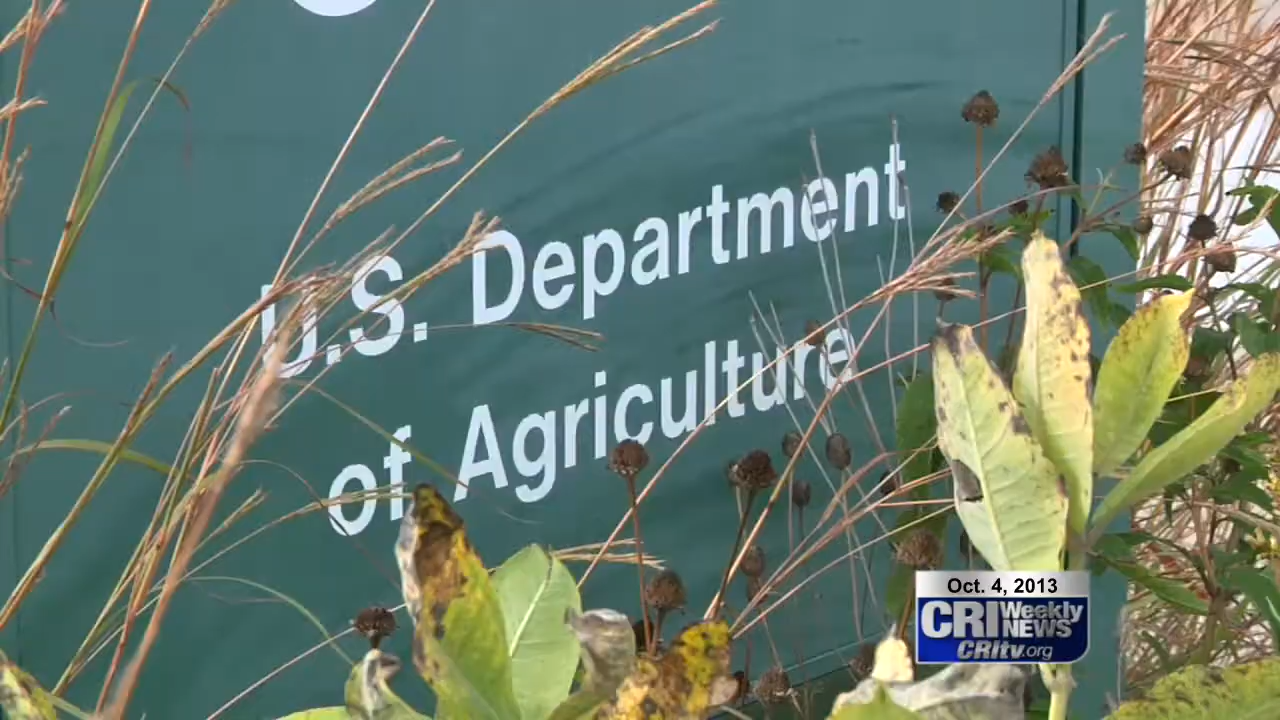 U.S. Department
of Agriculture
Oct. 4, 2013
CRI Weekly
NEWS
CRItv.org